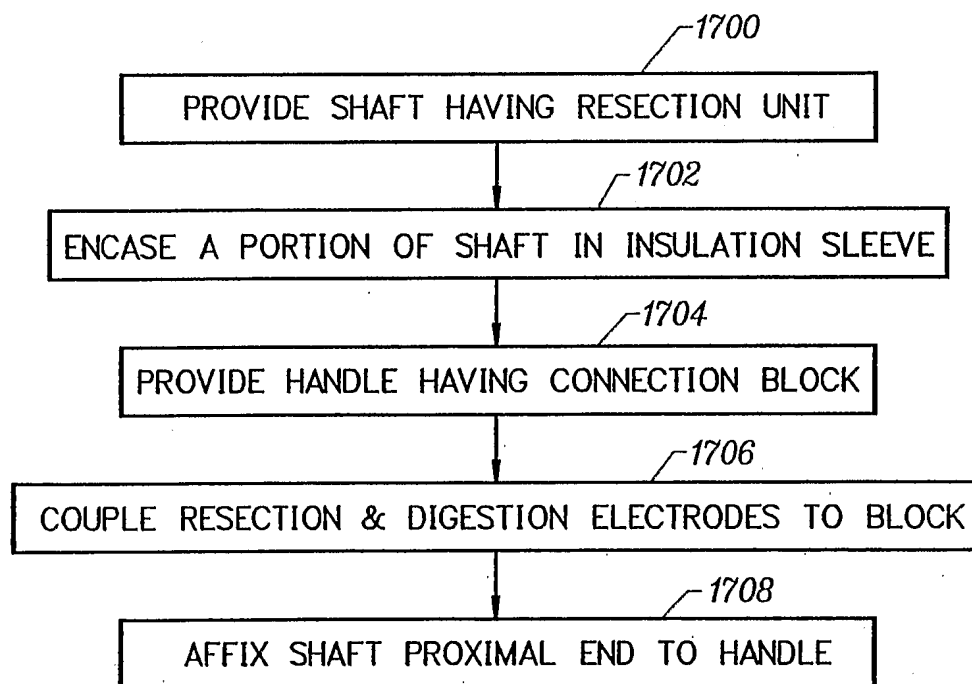 1700
PROVIDE SHAFT HAVING RESECTION UNIT
1702
ENCASE A PORTION OF SHAFT IN INSULATION SLEEVE
1704
PROVIDE HANDLE HAVING CONNECTION BLOCK
1706
COUPLE RESECTION & DIGESTION ELECTRODES TO BLOCK
1708
AFFIX SHAFT PROXIMAL END TO HANDLE